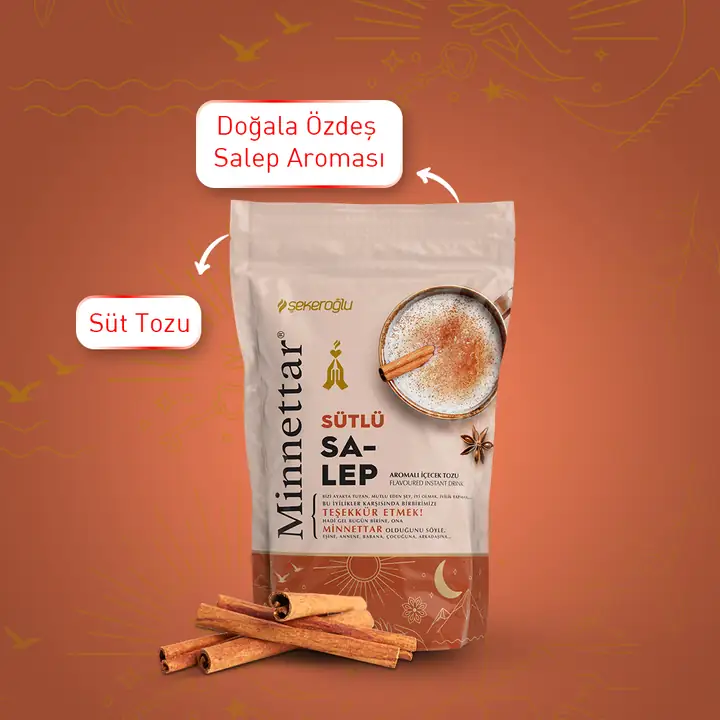 Doğala Özdeş
Salep Aroması
Süt Tozu
şekeroğlu
Minnettar®
SÜTLÜ
SA-
LEP
AROMALI İÇECEK TOZU
FLAVOURED INSTANT DRINK
BİZİ AYAKTA TUTAN, MUTLU EDEN ŞEY, İYİ OLMAK, İYİLİK YAPMAK...
BU İYİLİKLER KARŞISINDA BİRBİRİMİZE
TEŞEKKÜR ETMEK!
HADİ GEL BUGÜN BİRİNE, ONA
MİNNETTAR OLDUĞUNU SÖYLE.
EŞİNE, ANNENE, BABANA, ÇOCUĞUNA, ARKADAŞINA...